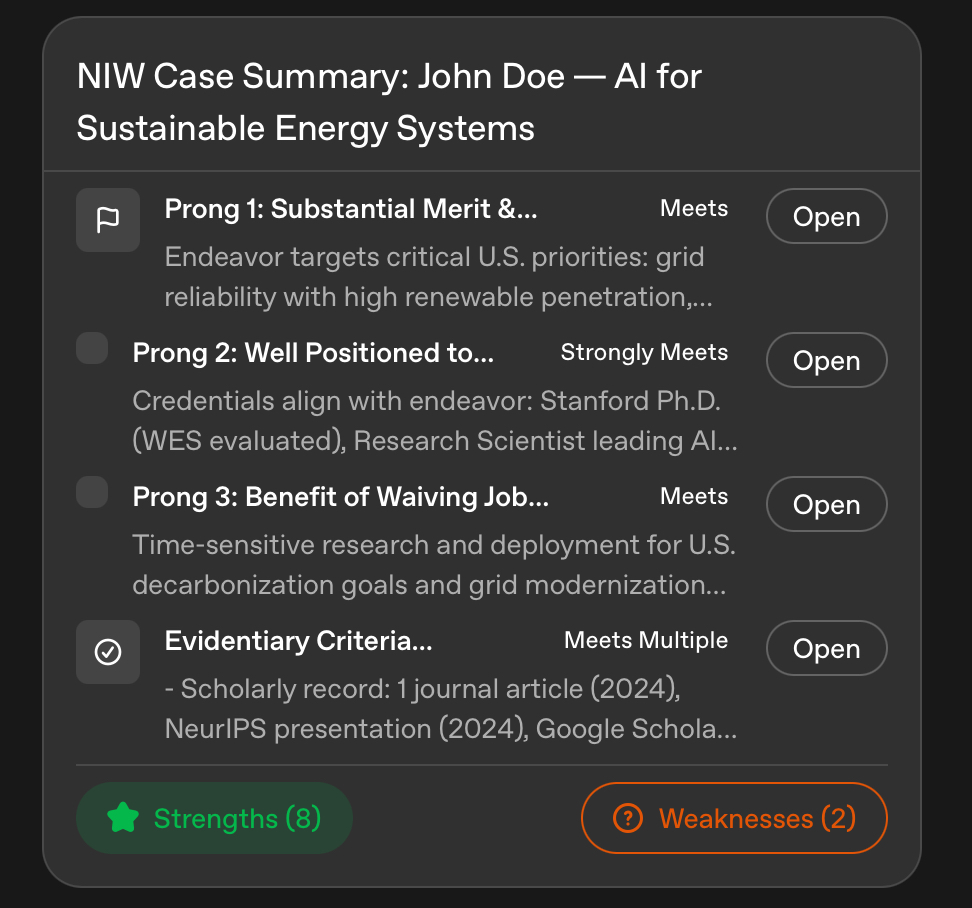 NIW Case Summary: John Doe — AI for
Sustainable Energy Systems
Prong 1: Substantial Merit &... Meets Open
Endeavor targets critical U.S. priorities: grid
reliability with high renewable penetration,...
Prong 2: Well Positioned to... Strongly Meets Open
Credentials align with endeavor: Stanford Ph.D.
(WES evaluated), Research Scientist leading AI...
Prong 3: Benefit of Waiving Job... Meets Open
Time-sensitive research and deployment for U.S.
decarbonization goals and grid modernization...
Evidentiary Criteria... Meets Multiple Open
- Scholarly record: 1 journal article (2024),
NeurIPS presentation (2024), Google Schola...
Strengths (8) Weaknesses (2)